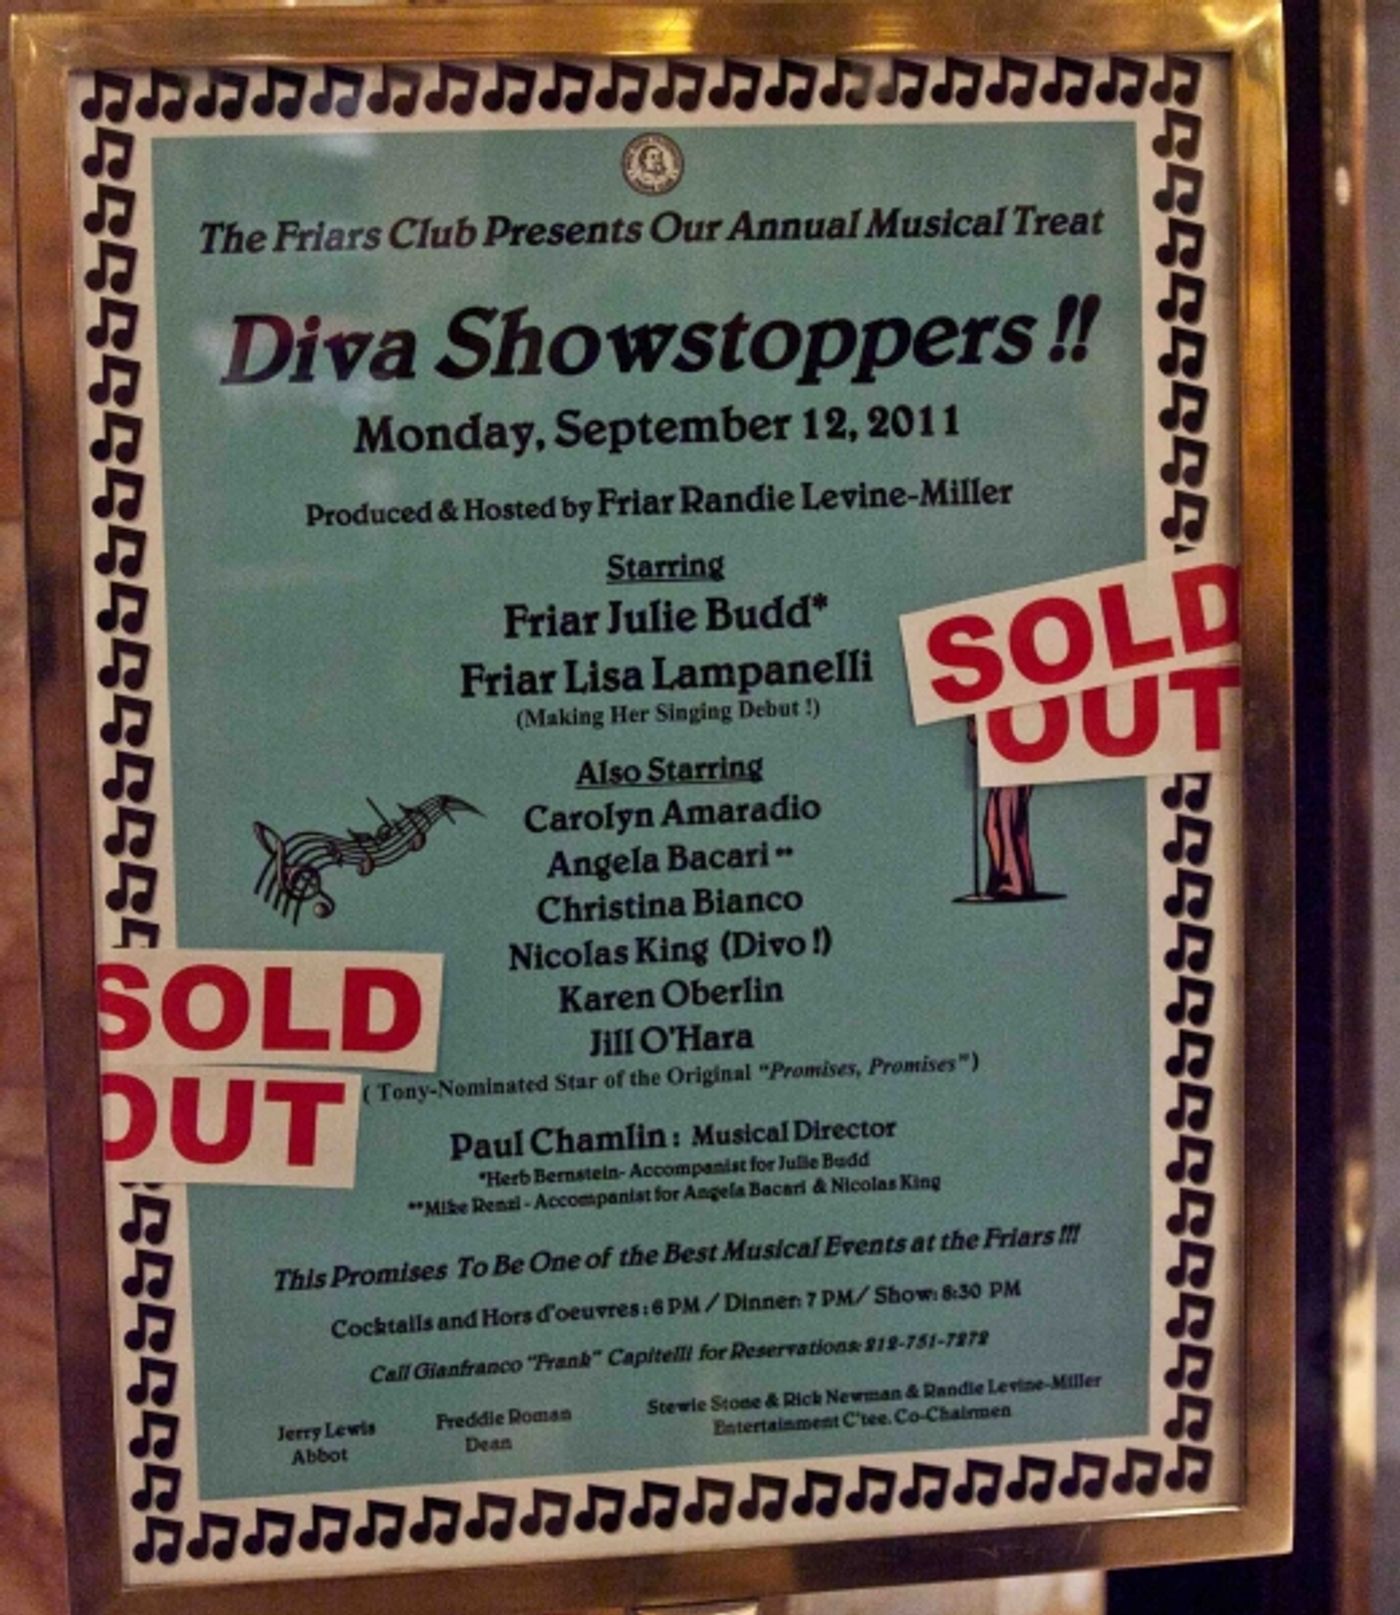 The Friars Club Presents Our Annual Musical Treat
Diva Showstoppers !!
Monday, September 12, 2011
Produced & Hosted by Friar Randie Levine-Miller
Starring
Friar Julie Budd*
Friar Lisa Lampanelli
(Making Her Singing Debut !)
SOLD
OUT
Also Starring
Carolyn Amaradio
Angela Bacari **
Christina Bianco
Nicolas King (Divo !)
Karen Oberlin
Jill O'Hara
( Tony-Nominated Star of the Original "Promises, Promises" )
SOLD
OUT
Paul Chamlin : Musical Director
*Herb Bernstein- Accompanist for Julie Budd
**Mike Renzi - Accompanist for Angela Bacari & Nicolas King
This Promises To Be One of the Best Musical Events at the Friars !!!
Cocktails and Hors d'oeuvres : 6 PM / Dinner: 7 PM/ Show: 8:30 PM
Call Gianfranco "Frank" Capitelli for Reservations: 212-751-7272
Jerry Lewis
Abbot
Freddie Roman
Dean
Stewie Stone & Rick Newman & Randie Levine-Miller
Entertainment C'tee. Co-Chairmen